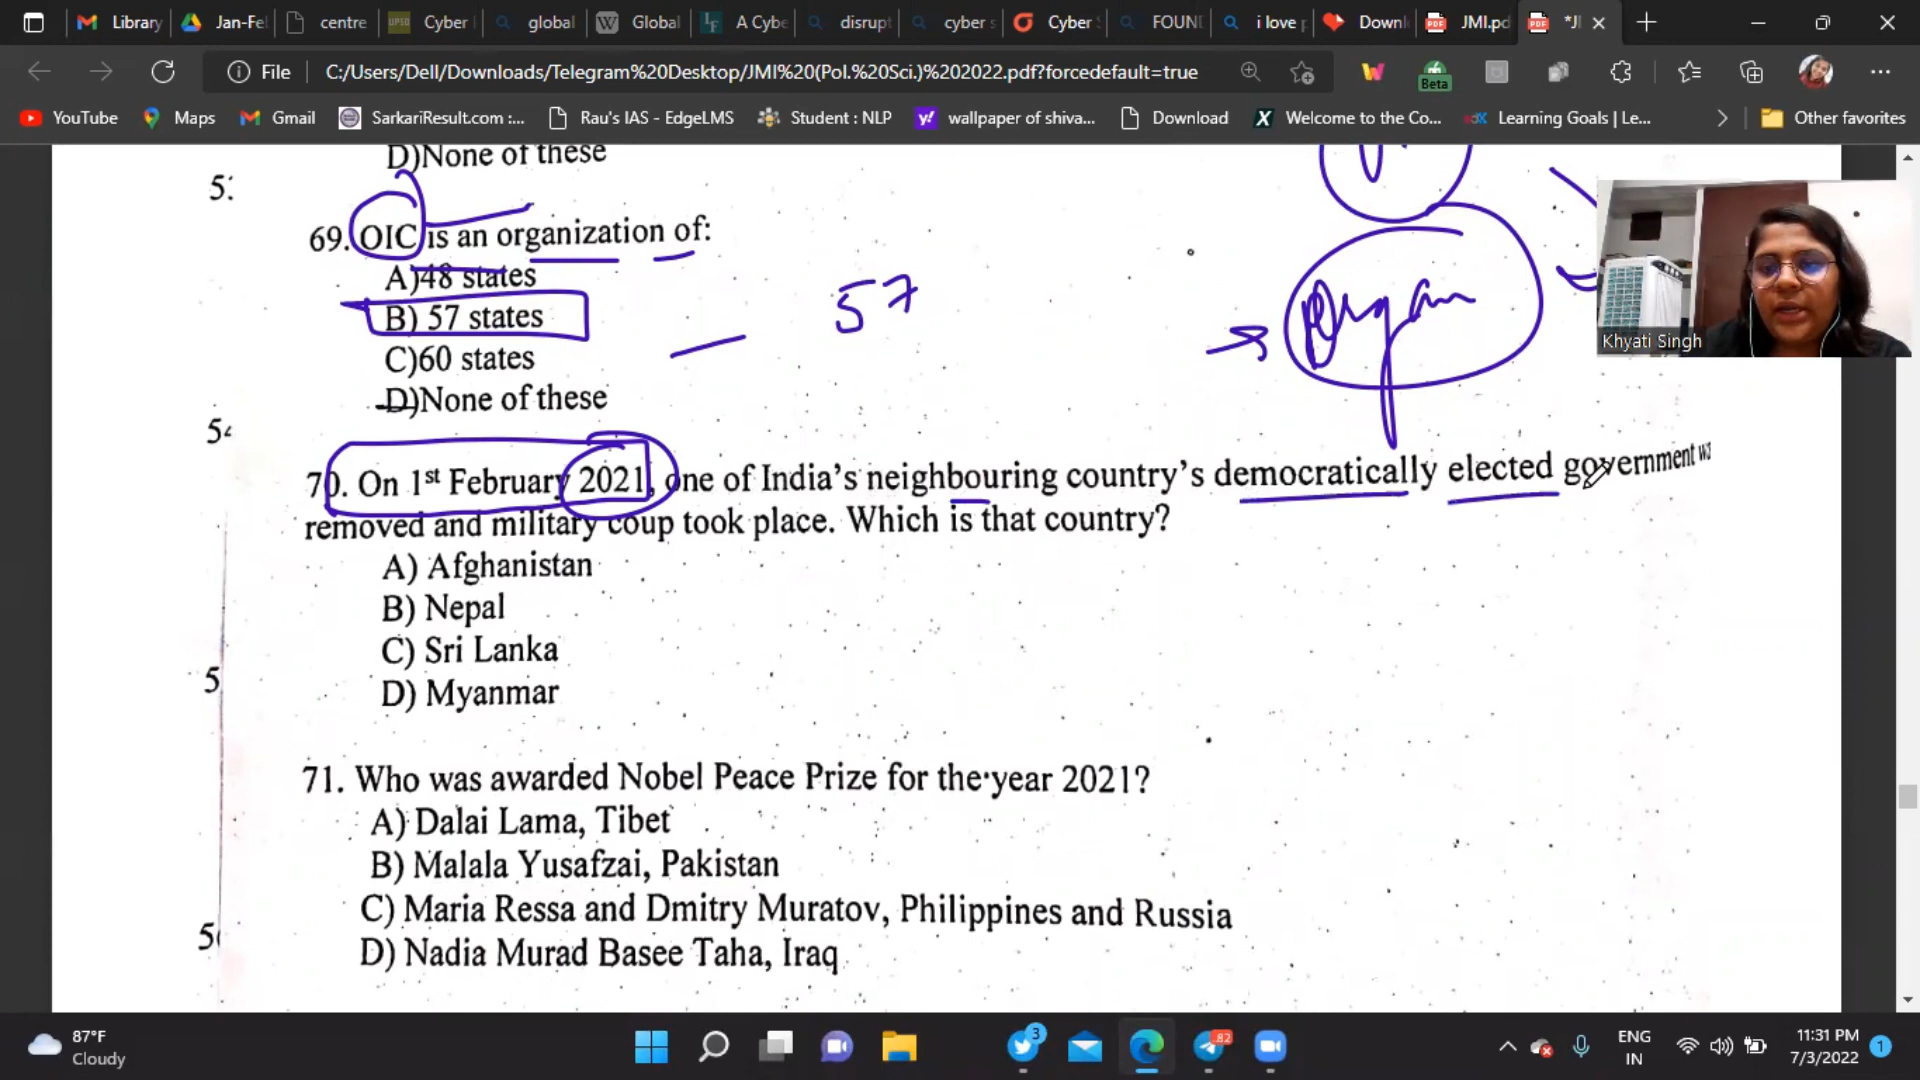 Library
Jan-Fe
centre
UPSC
Cyber
global
Global
A Cybe
disrupt
cyber s
Cyber
FOUN
i love p
Downl
JMI.pd
*J
File
C:/Users/Dell/Downloads/Telegram%20Desktop/JMI%20(Pol.%20Sci.)%202022.pdf?forcedefault=true
Beta
YouTube
Maps
Gmail
SarkariResult.com :...
Rau's IAS - EdgeLMS
Student : NLP
wallpaper of shiva...
Download
Welcome to the Co...
Learning Goals | Le...
Other favorites
D)None of these
69. OIC is an organization of:
A)48 states
B) 57 states
C)60 states
D)None of these
57
Khyati Singh
70. On 1st February 2021, one of India's neighbouring country's democratically elected government wa
removed and military coup took place. Which is that country?
A) Afghanistan
B) Nepal
C) Sri Lanka
D) Myanmar
71. Who was awarded Nobel Peace Prize for the year 2021?
A) Dalai Lama, Tibet
B) Malala Yusafzai, Pakistan
C) Maria Ressa and Dmitry Muratov, Philippines and Russia
D) Nadia Murad Basee Taha, Iraq
87°F
Cloudy
3
82
ENG
IN
11:31 PM
7/3/2022
1